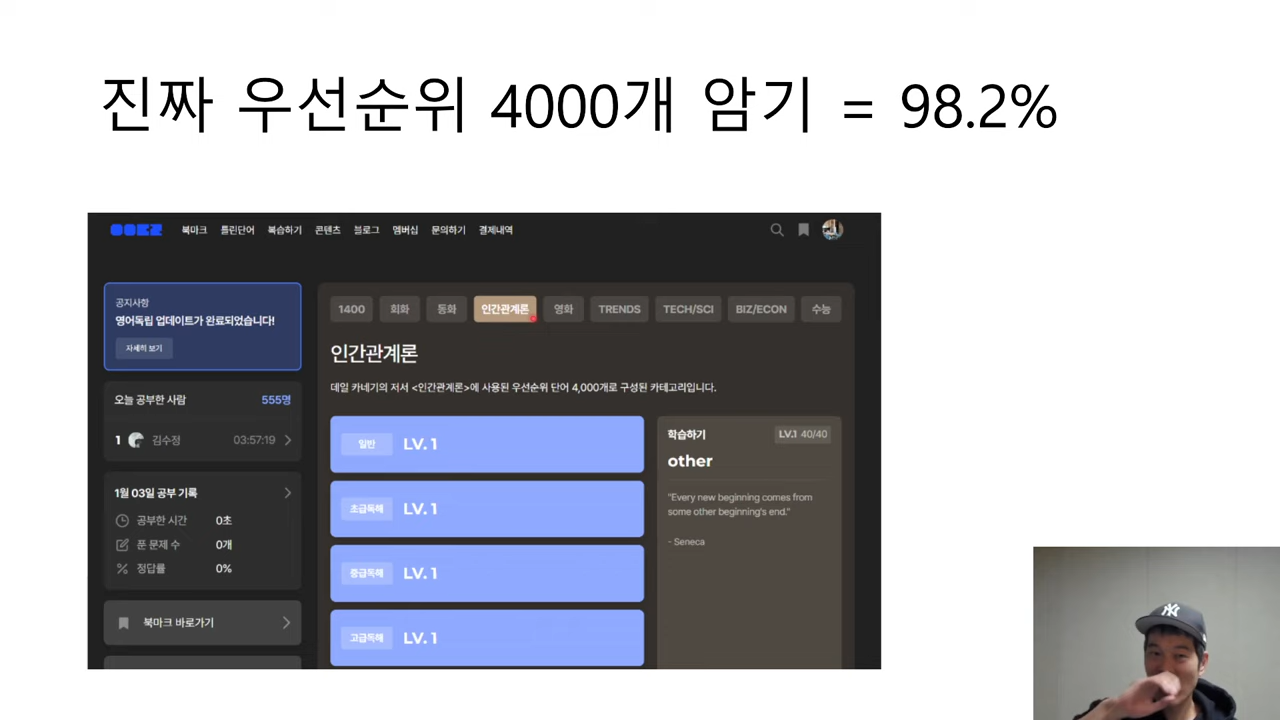 진짜 우선순위 4000개 암기 = 98.2%
북마크 틀린단어 복습하기 콘텐츠 블로그 멤버십 문의하기 결제내역
공지사항
영어독립 업데이트가 완료되었습니다!
자세히 보기
오늘 공부한 사람 555명
1 김수정 03:57:19
1월 03일 공부 기록
공부한 시간 0초
푼 문제 수 0개
정답률 0%
북마크 바로가기
1400 회화 동화 인간관계론 영화 TRENDS TECH/SCI BIZ/ECON 수능
인간관계론
데일 카네기의 저서 <인간관계론>에 사용된 우선순위 단어 4,000개로 구성된 카테고리입니다.
일반 LV. 1
초급독해 LV. 1
중급독해 LV. 1
고급독해 LV. 1
학습하기 LV.1 40/40
other
"Every new beginning comes from
some other beginning's end."
- Seneca
NY